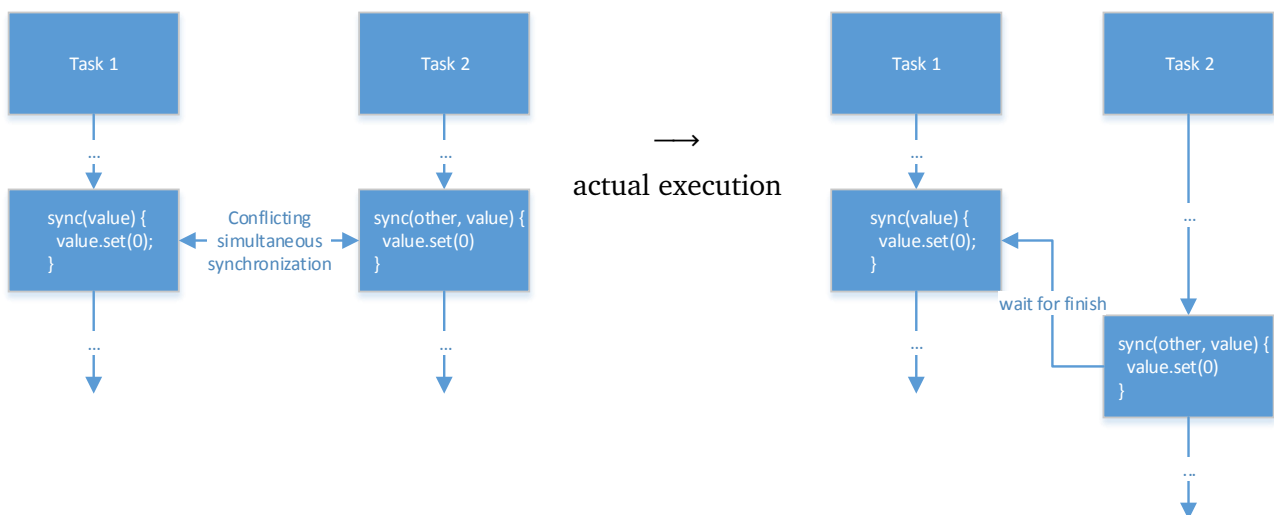 Task 1
Task 2
...
...
sync(value) {
value.set(0);
}
Conflicting
simultaneous
synchronization
sync(other, value) {
value.set(0)
}
...
...
⟶
actual execution
Task 1
Task 2
...
...
sync(value) {
value.set(0);
}
wait for finish
...
sync(other, value) {
value.set(0)
}
...